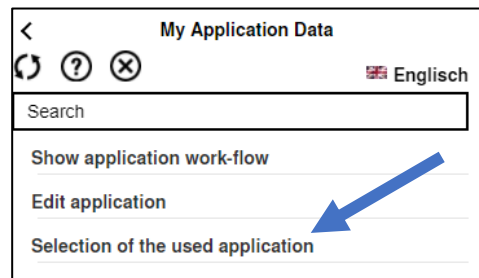 My Application Data
Englisch
Search
Show application work-flow
Edit application
Selection of the used application